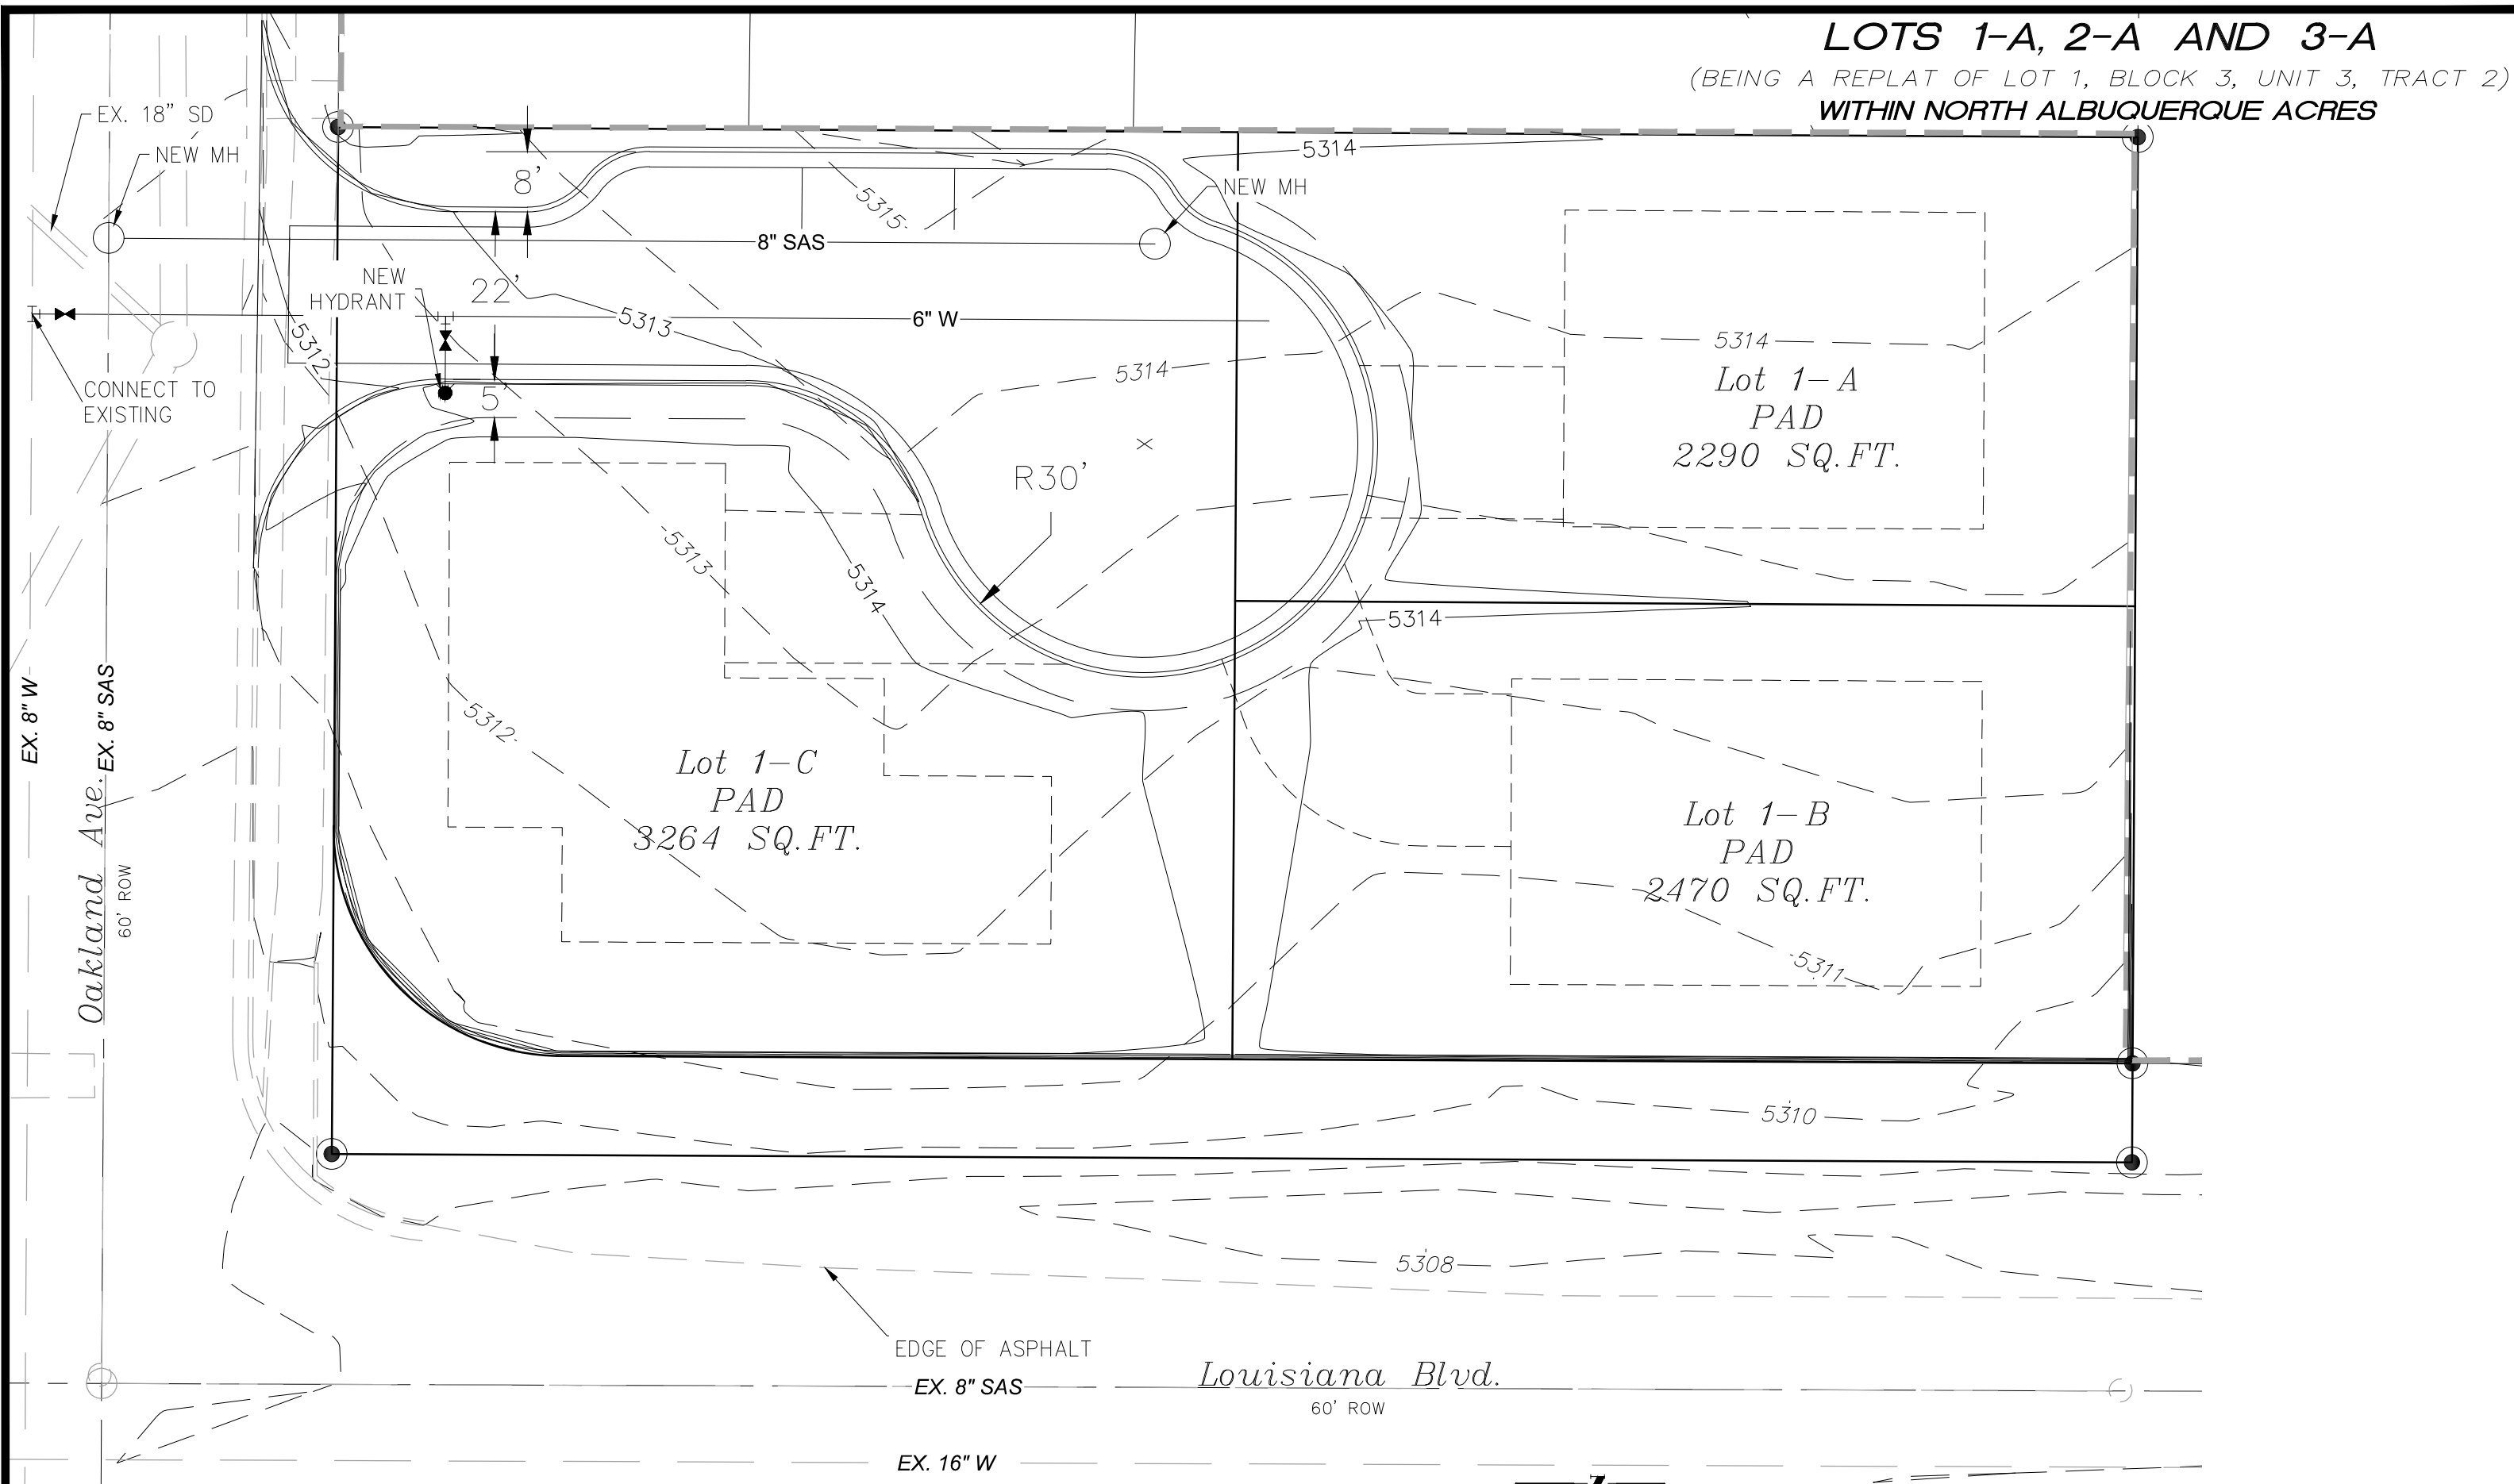 LOTS 1-A, 2-A AND 3-A
(BEING A REPLAT OF LOT 1, BLOCK 3, UNIT 3, TRACT 2)
WITHIN NORTH ALBUQUERQUE ACRES
EX. 18" SD
NEW MH
8'
5314
5315
NEW MH
8" SAS
NEW
HYDRANT
22'
5313
6" W
5312
5314
5314
CONNECT TO
EXISTING
5'
Lot 1-A
PAD
2290 SQ.FT.
R30'
5313
5314
5314
EX. 8" W
EX. 8" SAS
Oakland Ave.
60' ROW
5312
Lot 1-C
PAD
3264 SQ.FT.
Lot 1-B
PAD
2470 SQ.FT.
5311
5310
5308
EDGE OF ASPHALT
EX. 8" SAS
Louisiana Blvd.
60' ROW
EX. 16" W